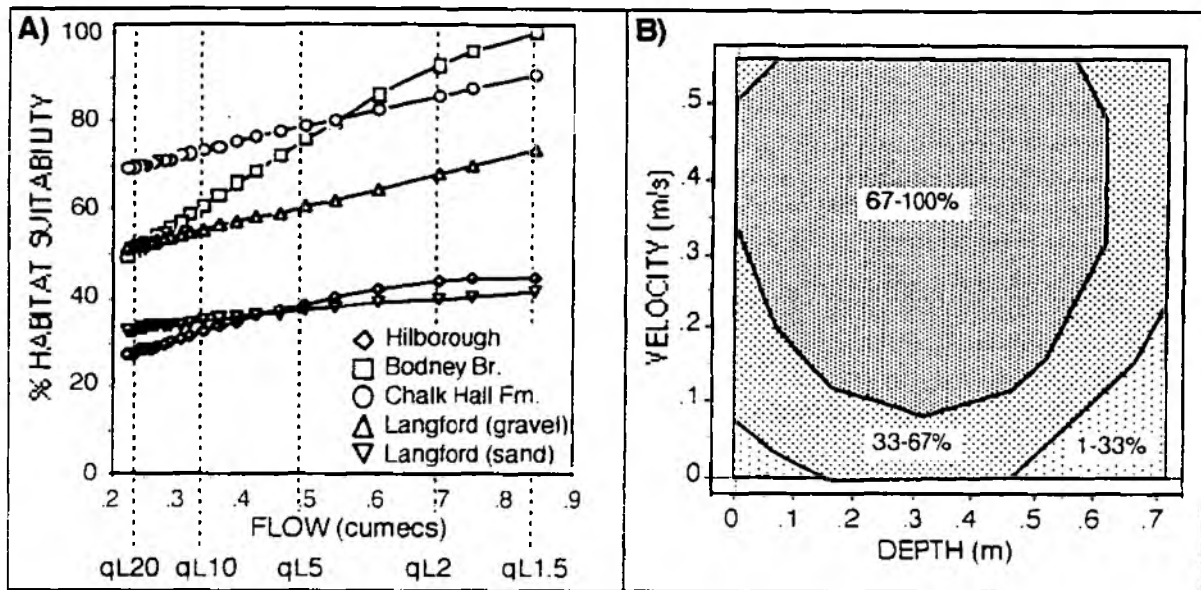 A)
% HABITAT SUITABILITY
100
80
60
40
20
0
Hilborough
Bodney Br.
Chalk Hall Fm.
Langford (gravel)
Langford (sand)
.2 .3 .4 .5 .6 .7 .8 .9
FLOW (cumecs)
qL20 qL10 qL5 qL2 qL1.5
B)
VELOCITY (m/s)
.5
.4
.3
.2
.1
0
67-100%
33-67%
1-33%
0 .1 .2 .3 .4 .5 .6 .7
DEPTH (m)